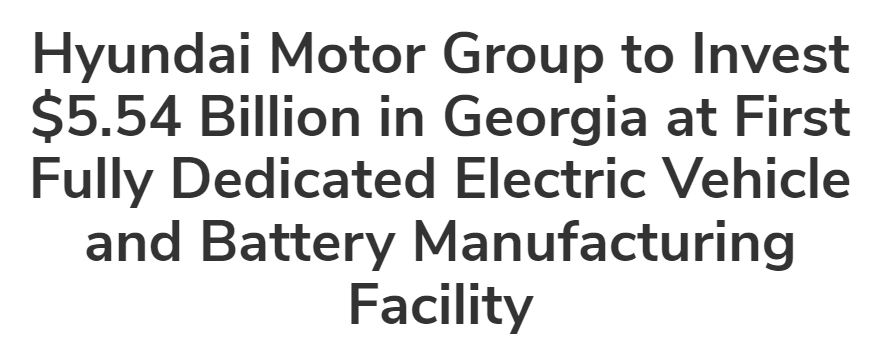 Hyundai Motor Group to Invest
$5.54 Billion in Georgia at First
Fully Dedicated Electric Vehicle
and Battery Manufacturing
Facility